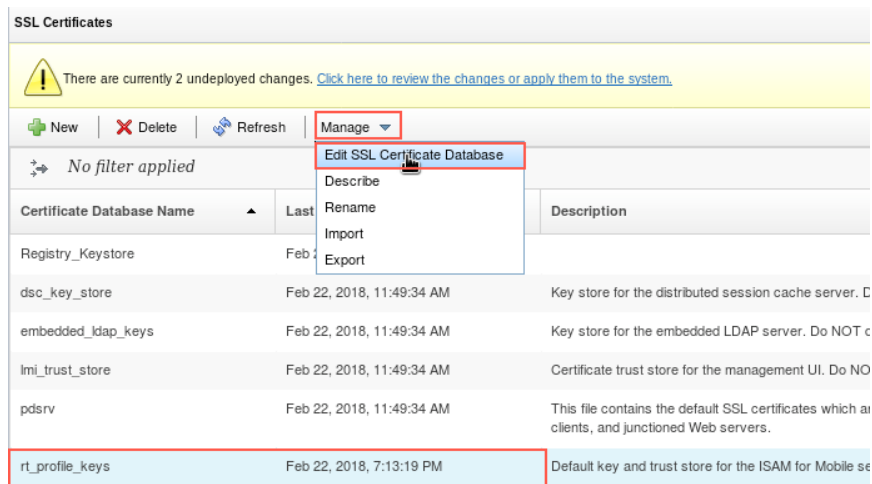 SSL Certificates
There are currently 2 undeployed changes. Click here to review the changes or apply them to the system.
New Delete Refresh Manage
Edit SSL Certificate Database
Describe
Rename
Import
Export
No filter applied
Certificate Database Name Last Description
Registry_Keystore Feb
dsc_key_store Feb 22, 2018, 11:49:34 AM Key store for the distributed session cache server. D
embedded_ldap_keys Feb 22, 2018, 11:49:34 AM Key store for the embedded LDAP server. Do NOT
lmi_trust_store Feb 22, 2018, 11:49:34 AM Certificate trust store for the management UI. Do NO
pdsrv Feb 22, 2018, 11:49:34 AM This file contains the default SSL certificates which
clients, and junctioned Web servers.
rt_profile_keys Feb 22, 2018, 7:13:19 PM Default key and trust store for the ISAM for Mobile